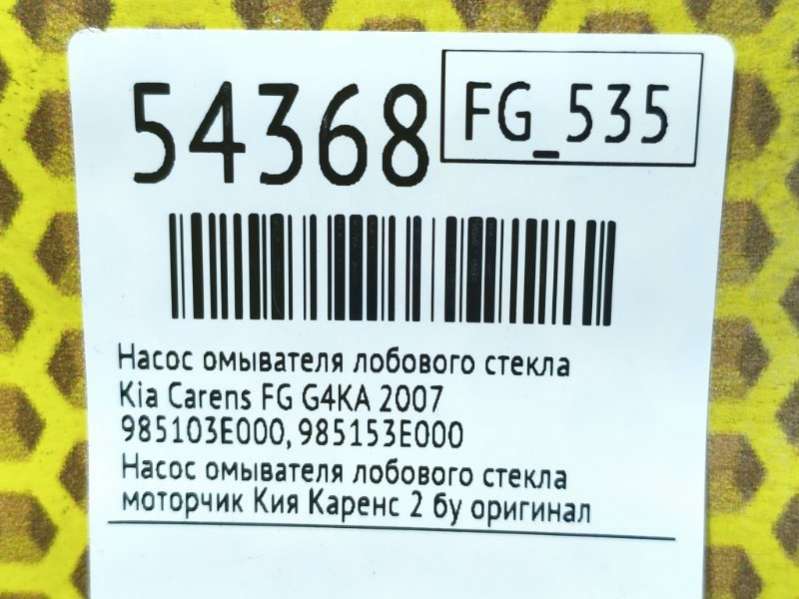 54368
FG_535
Насос омывателя лобового стекла
Kia Carens FG G4KA 2007
985103E000, 985153E000
Насос омывателя лобового стекла
моторчик Кия Каренс 2 бу оригинал